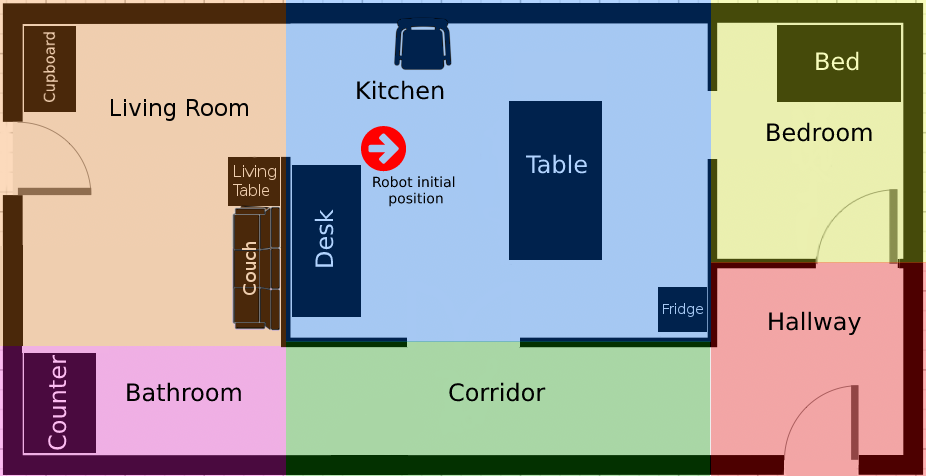 Cupboard
Living Room
Kitchen
Bed
Bedroom
Table
Living
Table
Robot initial
position
Desk
Couch
Fridge
Hallway
Counter
Bathroom
Corridor